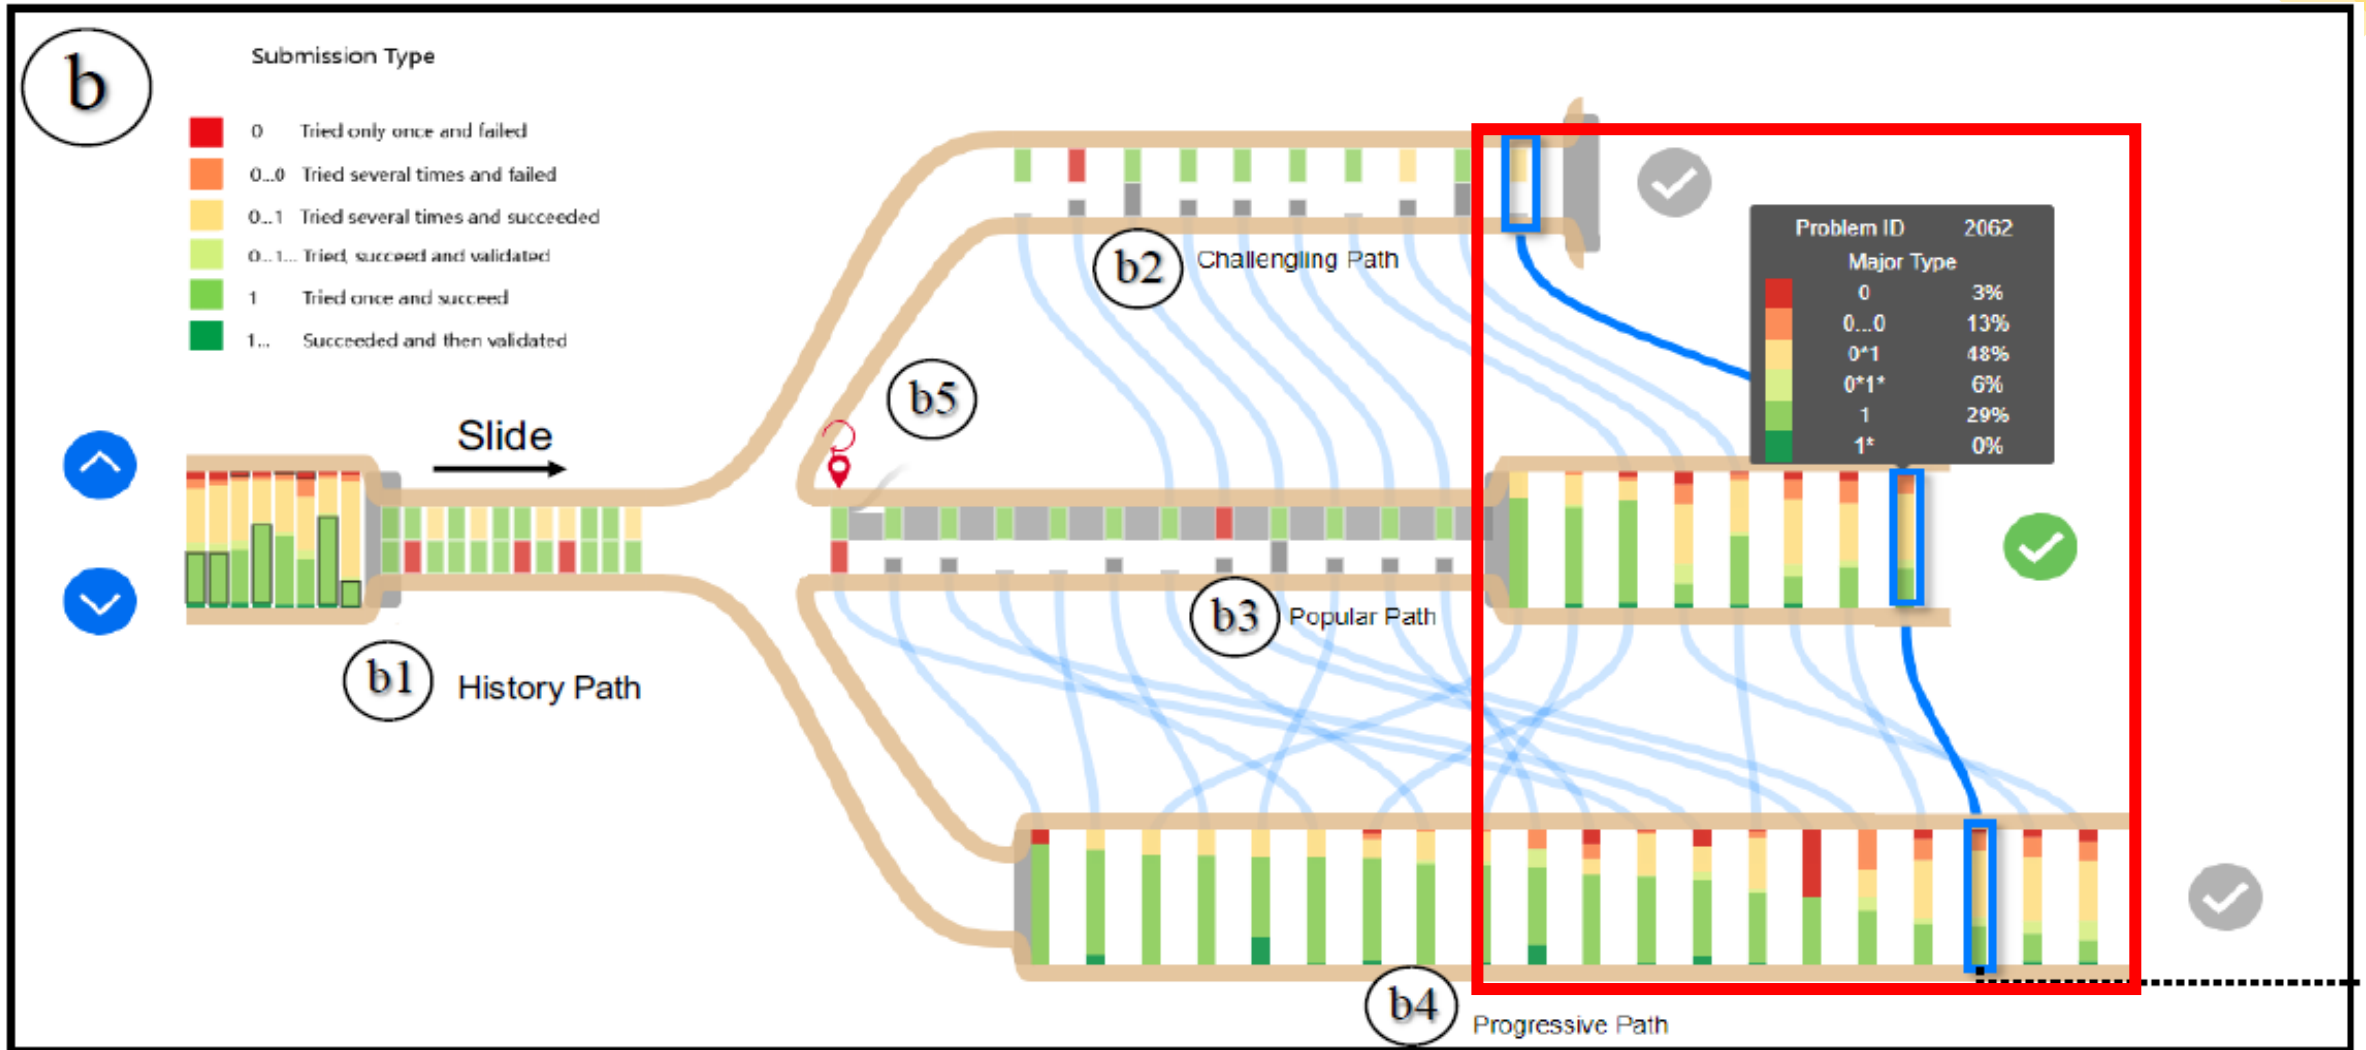 b
Submission Type
0 Tried only once and failed
0...0 Tried several times and failed
0...1 Tried several times and succeeded
0...1... Tried, succeed and validated
1 Tried once and succeed
1... Succeeded and then validated
b2 Challengling Path
Problem ID 2062
Major Type
0 3%
0...0 13%
0*1 48%
0*1* 6%
1 29%
1* 0%
b5
Slide
b3 Popular Path
b1 History Path
b4 Progressive Path